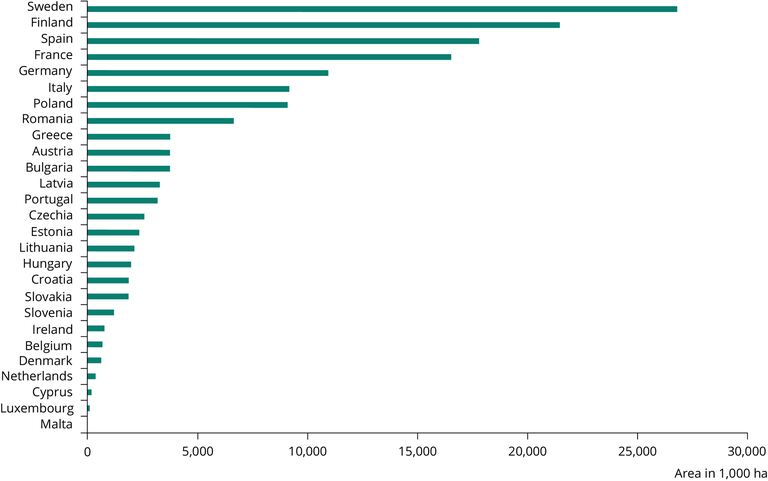 Sweden
Finland
Spain
France
Germany
Italy
Poland
Romania
Greece
Austria
Bulgaria
Latvia
Portugal
Czechia
Estonia
Lithuania
Hungary
Croatia
Slovakia
Slovenia
Ireland
Belgium
Denmark
Netherlands
Cyprus
Luxembourg
Malta
0 5,000 10,000 15,000 20,000 25,000 30,000
Area in 1,000 ha